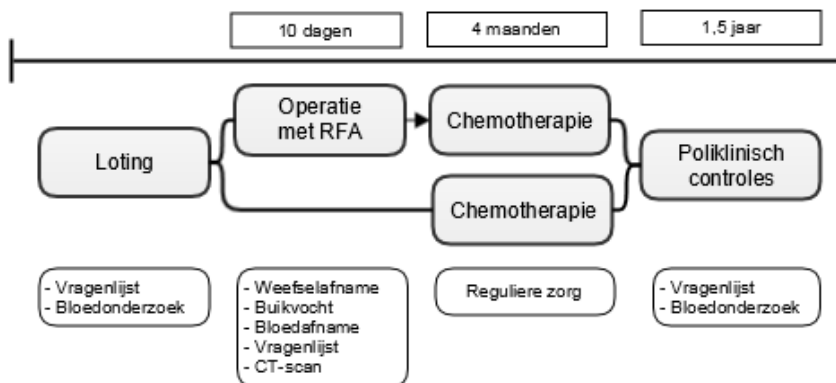 10 dagen
4 maanden
1,5 jaar
Operatie
met RFA
Chemotherapie
Loting
Poliklinisch
controles
Chemotherapie
- Vragenlijst
- Bloedonderzoek
- Weefselafname
- Buikvocht
- Bloedafname
- Vragenlijst
- CT-scan
Reguliere zorg
- Vragenlijst
- Bloedonderzoek